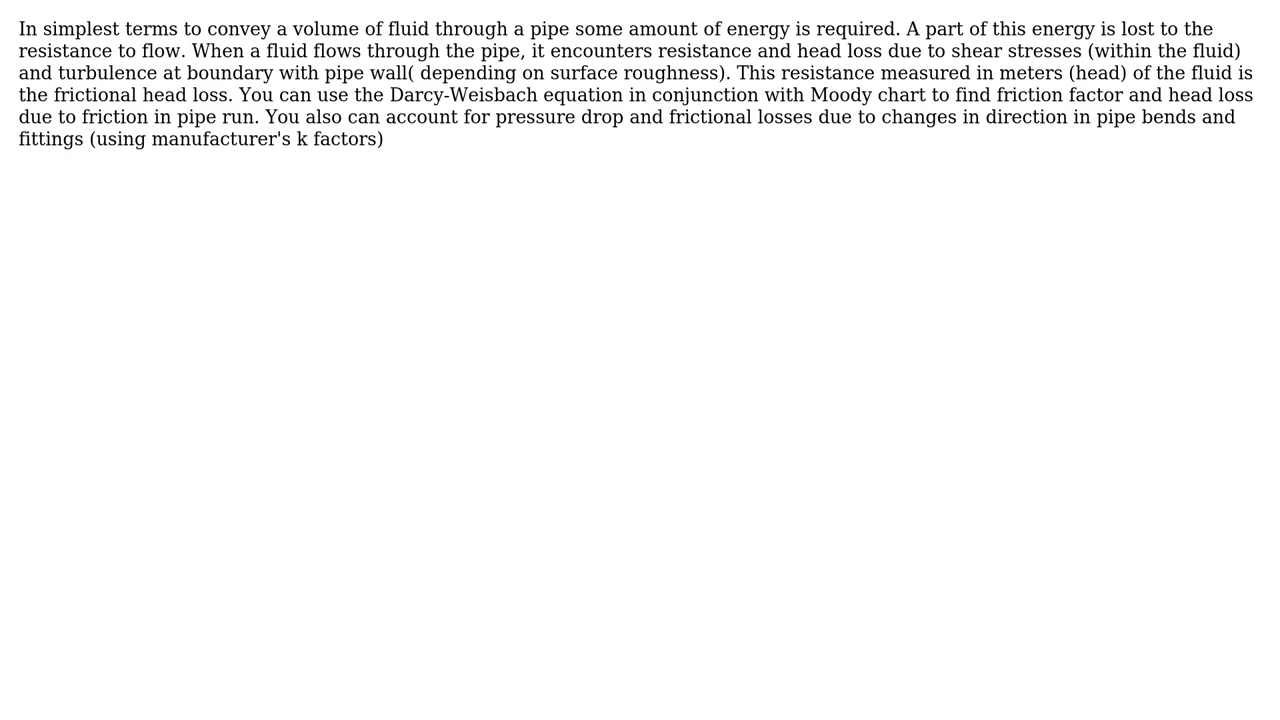 In simplest terms to convey a volume of fluid through a pipe some amount of energy is required. A part of this energy is lost to the
resistance to flow. When a fluid flows through the pipe, it encounters resistance and head loss due to shear stresses (within the fluid)
and turbulence at boundary with pipe wall( depending on surface roughness). This resistance measured in meters (head) of the fluid is
the frictional head loss. You can use the Darcy-Weisbach equation in conjunction with Moody chart to find friction factor and head loss
due to friction in pipe run. You also can account for pressure drop and frictional losses due to changes in direction in pipe bends and
fittings (using manufacturer's k factors)